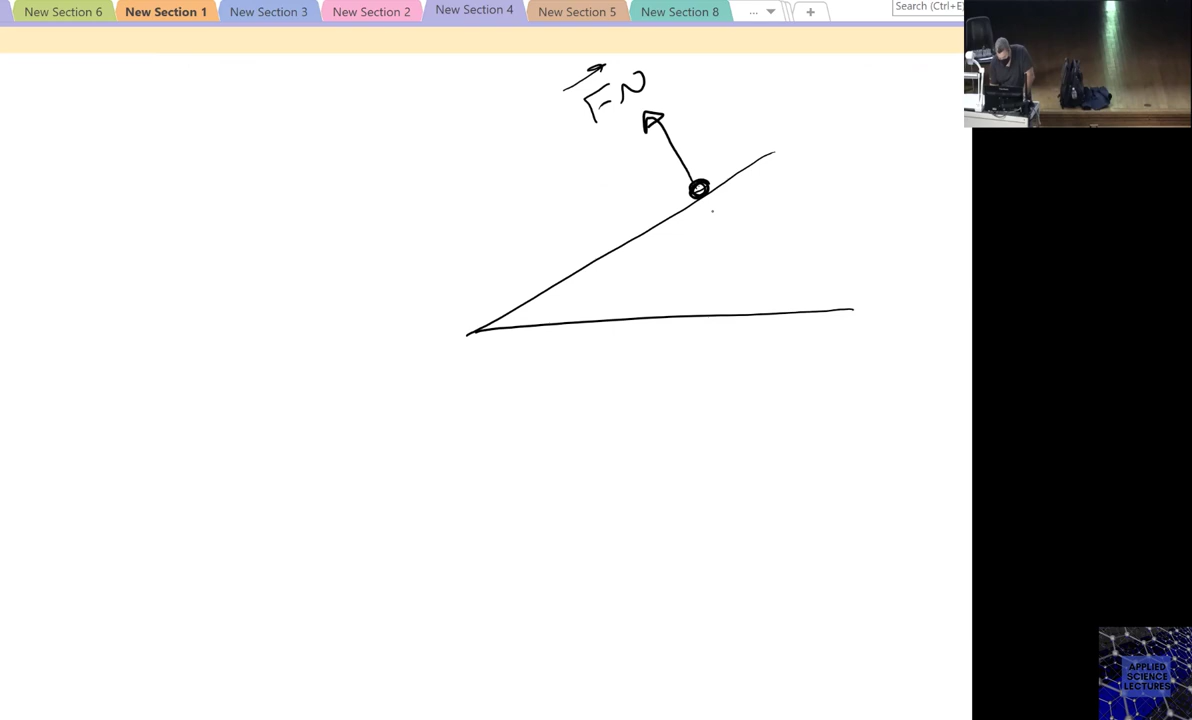 New Section 6
New Section 1
New Section 3
New Section 2
New Section 4
New Section 5
New Section 8
...
+
Search (Ctrl+E)
FN
APPLIED
SCIENCE
LECTURES